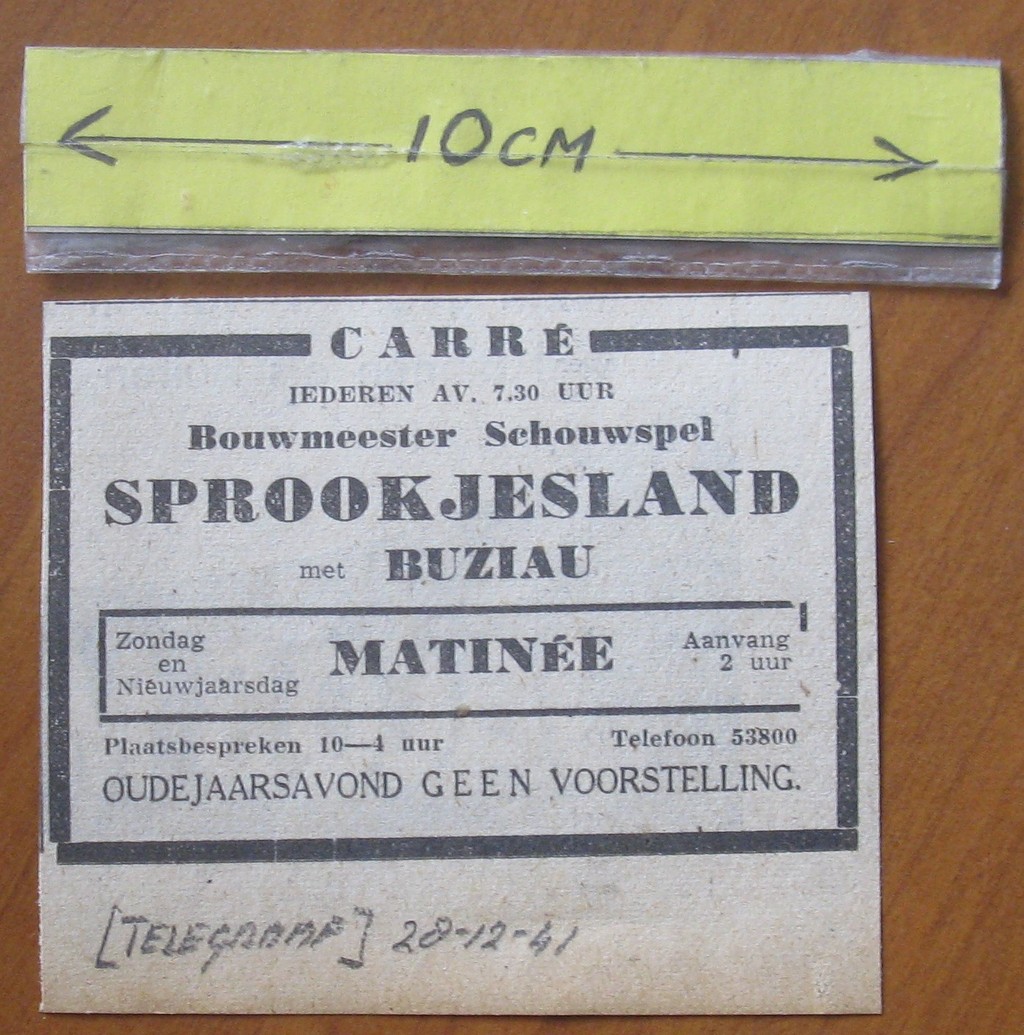 10CM
CARRÉ
IEDEREN AV. 7.30 UUR
Bouwmeester Schouwspel
SPROOKJESLAND
met BUZIAU
Zondag
en
Nieuwjaarsdag
MATINÉE
Aanvang
2 uur
Plaatsbespreken 10—4 uur Telefoon 53800
OUDEJAARSAVOND GEEN VOORSTELLING.
[TELEGRAAF] 28-12-41